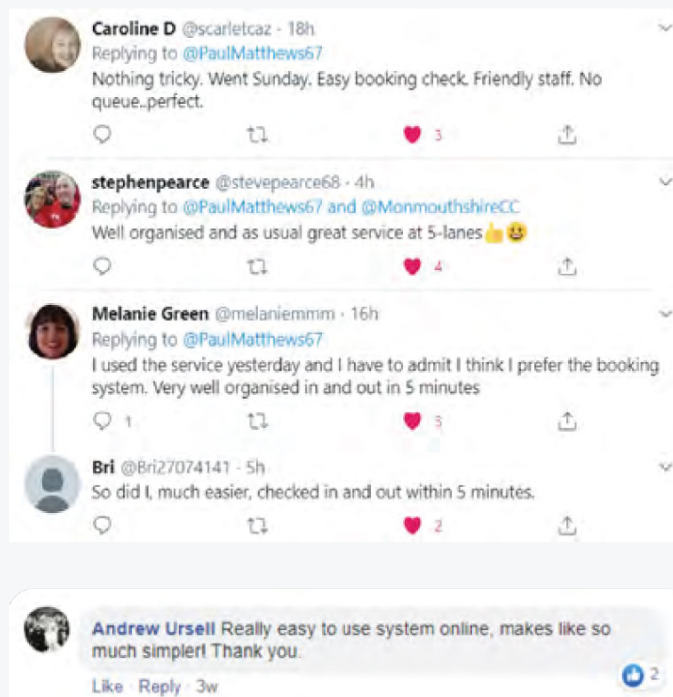 Caroline D @scarletcaz · 18h
Replying to @PaulMatthews67
Nothing tricky. Went Sunday. Easy booking check. Friendly staff. No
queue..perfect.
3
stephenpearce @stevepearce68 · 4h
Replying to @PaulMatthews67 and @MonmouthshireCC
Well organised and as usual great service at 5-lanes👍😃
4
Melanie Green @melaniemmm · 16h
Replying to @PaulMatthews67
I used the service yesterday and I have to admit I think I prefer the booking
system. Very well organised in and out in 5 minutes
1 3
Bri @Bri27074141 · 5h
So did I, much easier, checked in and out within 5 minutes.
2
Andrew Ursell Really easy to use system online, makes like so
much simpler! Thank you.
2
Like · Reply · 3w